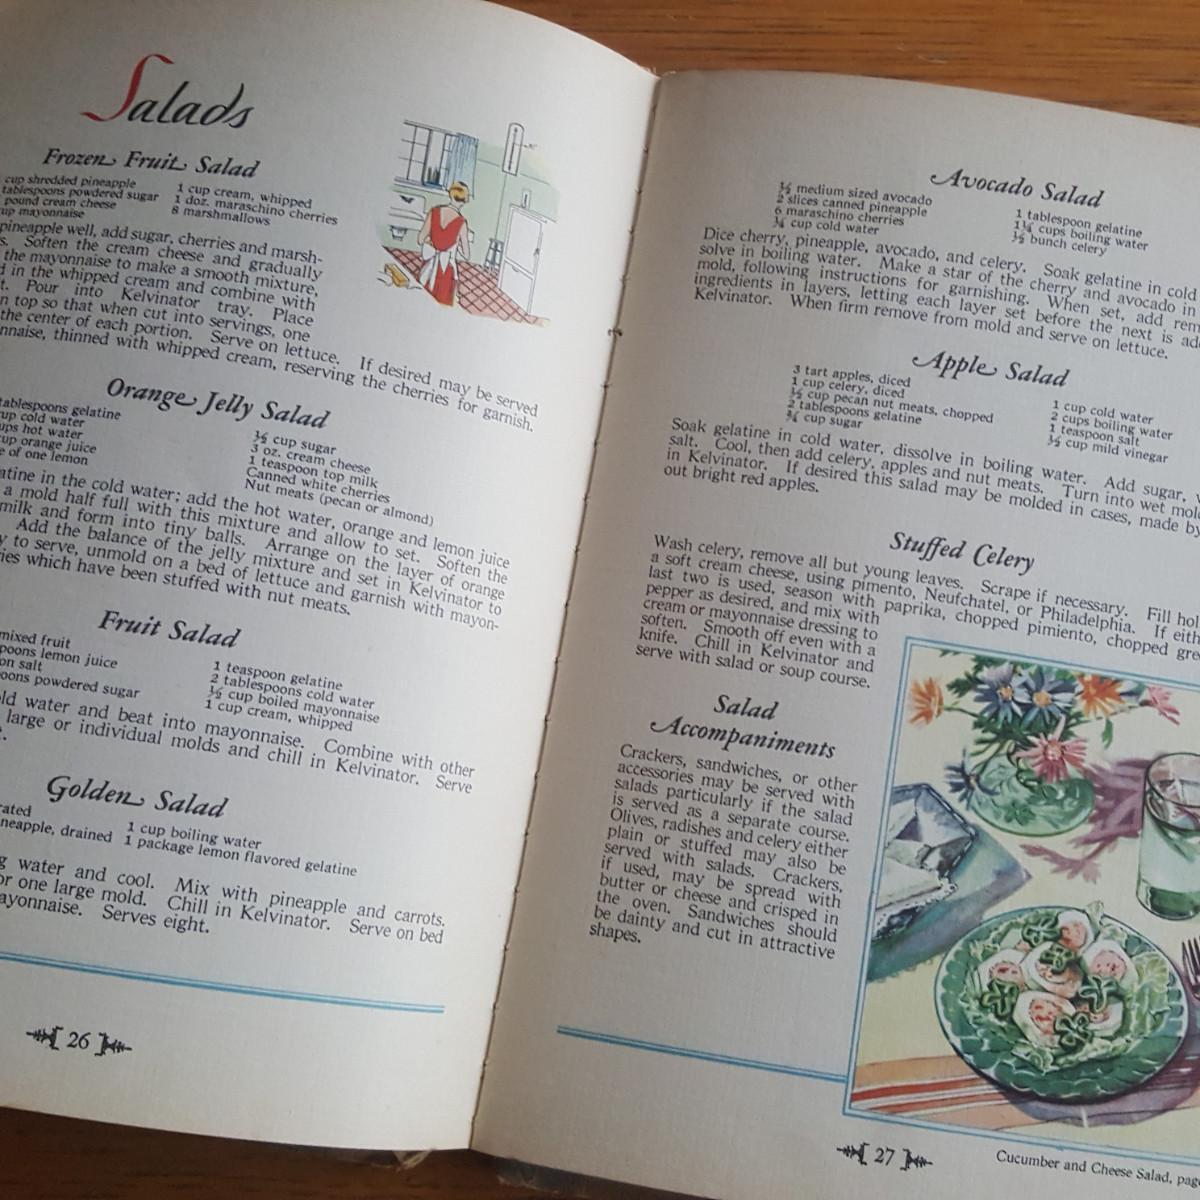 Salads
Frozen Fruit Salad
cup shredded pineapple
tablespoons powdered sugar
pound cream cheese
cup mayonnaise
1 cup cream, whipped
1 doz. maraschino cherries
8 marshmallows
pineapple well, add sugar, cherries and marsh-
Soften the cream cheese and gradually
the mayonnaise to make a smooth mixture,
in the whipped cream and combine with
Pour into Kelvinator tray. Place
top so that when cut into servings, one
the center of each portion. Serve on lettuce. If desired may be served
thinned with whipped cream, reserving the cherries for garnish.
Orange Jelly Salad
tablespoons gelatine
cup cold water
cups hot water
cup orange juice
of one lemon
½ cup sugar
3 oz. cream cheese
1 teaspoon top milk
Canned white cherries
Nut meats (pecan or almond)
in the cold water; add the hot water, orange and lemon juice
a mold half full with this mixture and allow to set. Soften the
milk and form into tiny balls. Arrange on the layer of orange
Add the balance of the jelly mixture and set in Kelvinator to
to serve, unmold on a bed of lettuce and garnish with mayon-
which have been stuffed with nut meats.
Fruit Salad
mixed fruit
lemon juice
salt
powdered sugar
1 teaspoon gelatine
2 tablespoons cold water
½ cup boiled mayonnaise
1 cup cream, whipped
water and beat into mayonnaise. Combine with other
large or individual molds and chill in Kelvinator. Serve
Golden Salad
drained
1 cup boiling water
1 package lemon flavored gelatine
water and cool. Mix with pineapple and carrots.
or one large mold. Chill in Kelvinator. Serve on bed
Serves eight.
26
Avocado Salad
½ medium sized avocado
2 slices canned pineapple
6 maraschino cherries
cup cold water
1 tablespoon gelatine
1¼ cups boiling water
½ bunch celery
Dice cherry, pineapple, avocado, and celery. Soak gelatine in cold
solve in boiling water. Make a star of the cherry and avocado in
mold, following instructions for garnishing. When set, add
ingredients in layers, letting each layer set before the next is
Kelvinator. When firm remove from mold and serve on lettuce.
Apple Salad
3 tart apples, diced
1 cup celery, diced
½ cup pecan nut meats, chopped
2 tablespoons gelatine
¾ cup sugar
1 cup cold water
2 cups boiling water
1 teaspoon salt
½ cup mild vinegar
Soak gelatine in cold water, dissolve in boiling water. Add sugar,
salt. Cool, then add celery, apples and nut meats. Turn into wet
in Kelvinator. If desired this salad may be molded in cases, made by
out bright red apples.
Stuffed Celery
Wash celery, remove all but young leaves. Scrape if necessary. Fill
a soft cream cheese, using pimento, Neufchatel, or Philadelphia. If
last two is used, season with paprika, chopped pimiento, chopped
pepper as desired, and mix with
cream or mayonnaise dressing to
soften. Smooth off even with a
knife. Chill in Kelvinator and
serve with salad or soup course.
Salad
Accompaniments
Crackers, sandwiches, or other
accessories may be served with
salads particularly if the salad
is served as a separate course.
Olives, radishes and celery either
plain or stuffed may also be
served with salads. Crackers,
if used, may be spread with
butter or cheese and crisped in
the oven. Sandwiches should
be dainty and cut in attractive
shapes.
27
Cucumber and Cheese Salad,